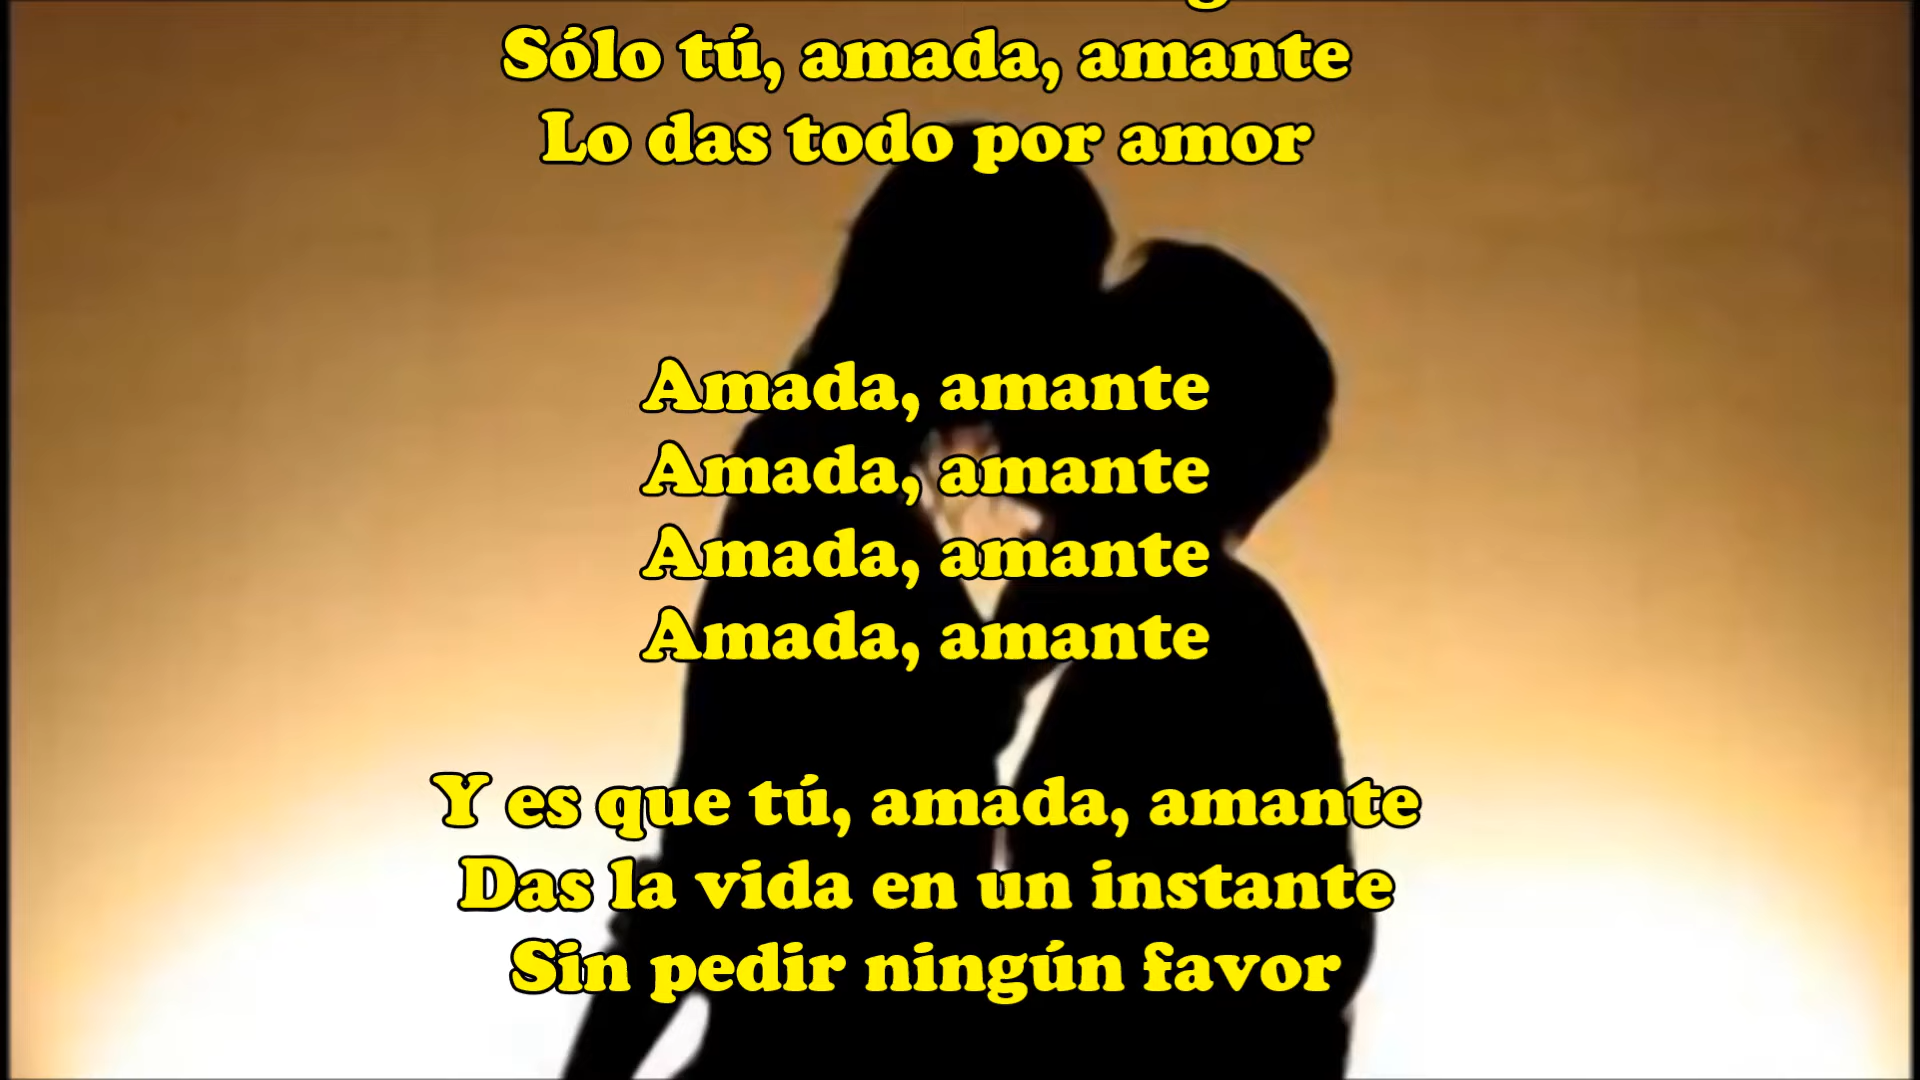 Sólo tú, amada, amante
Lo das todo por amor
Amada, amante
Amada, amante
Amada, amante
Amada, amante
Y es que tú, amada, amante
Das la vida en un instante
Sin pedir ningún favor